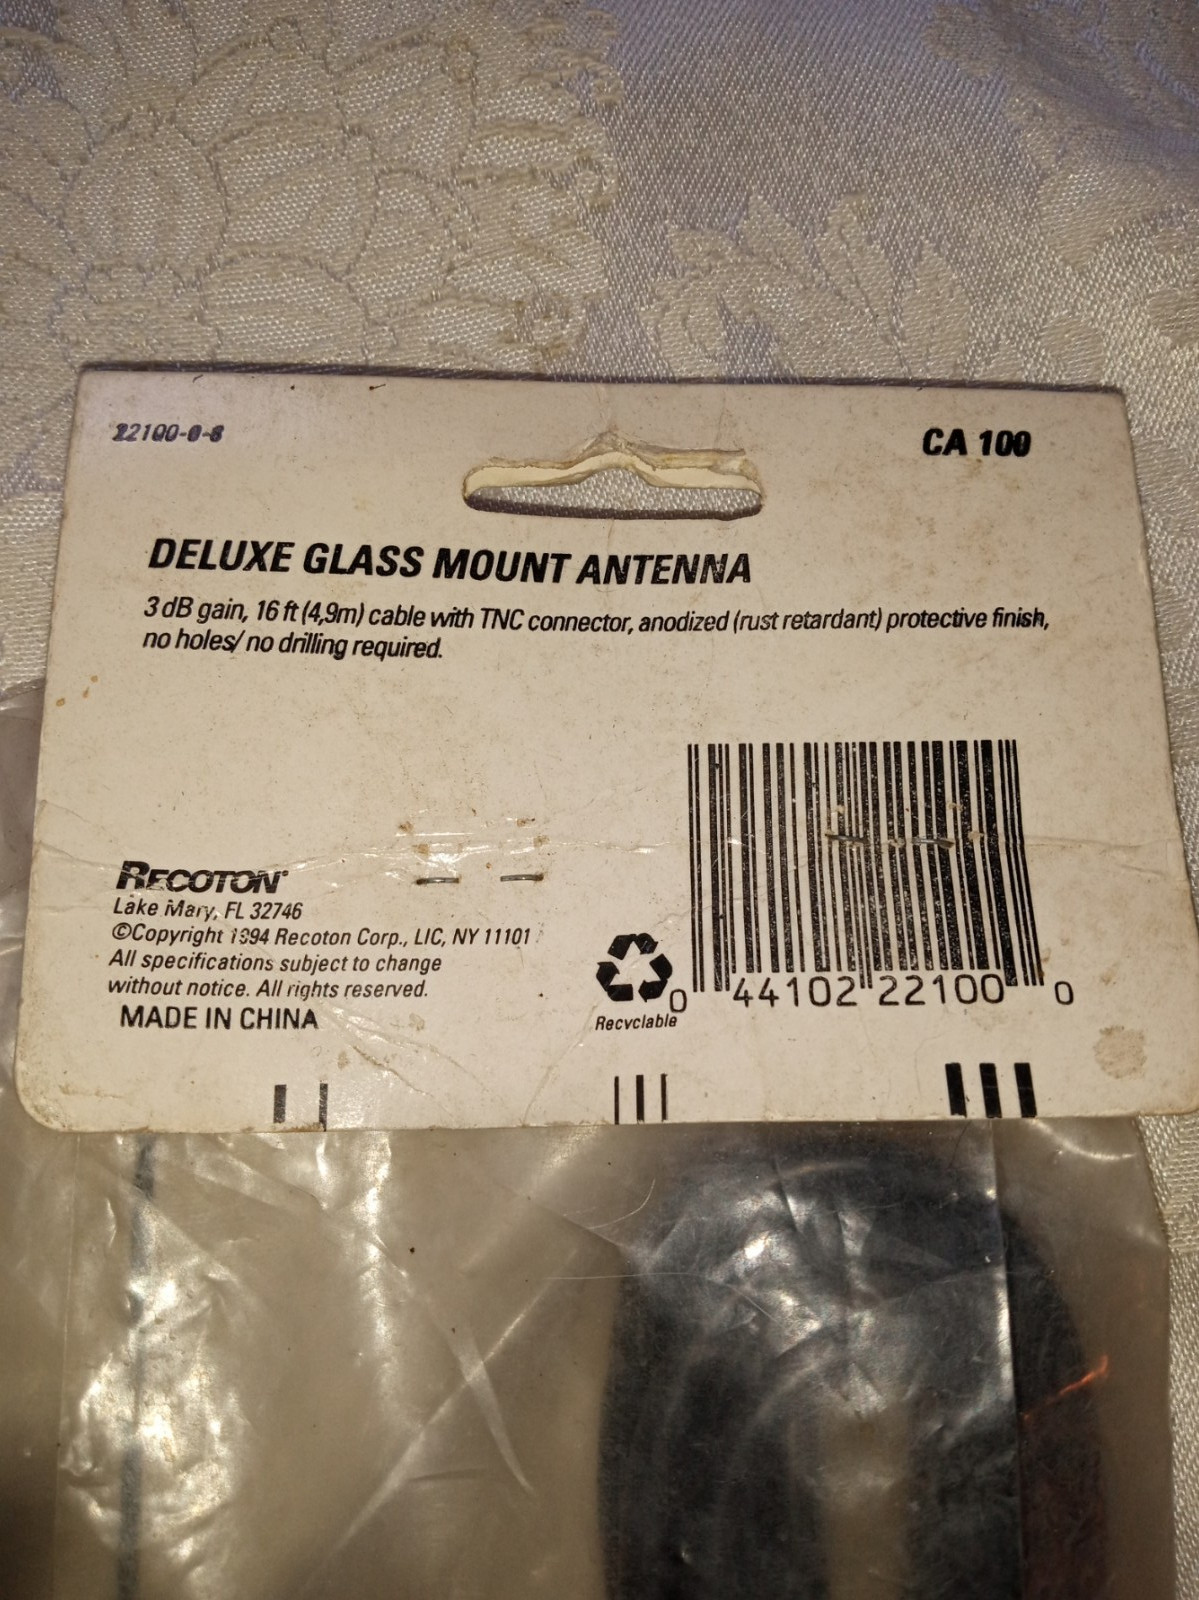 22100-0-8
CA 100
DELUXE GLASS MOUNT ANTENNA
3 dB gain, 16 ft (4,9m) cable with TNC connector, anodized (rust retardant) protective finish,
no holes/ no drilling required.
RECOTON
Lake Mary, FL 32746
©Copyright 1994 Recoton Corp., LIC, NY 11101
All specifications subject to change
without notice. All rights reserved.
MADE IN CHINA
Recyclable
0 44102 22100 0